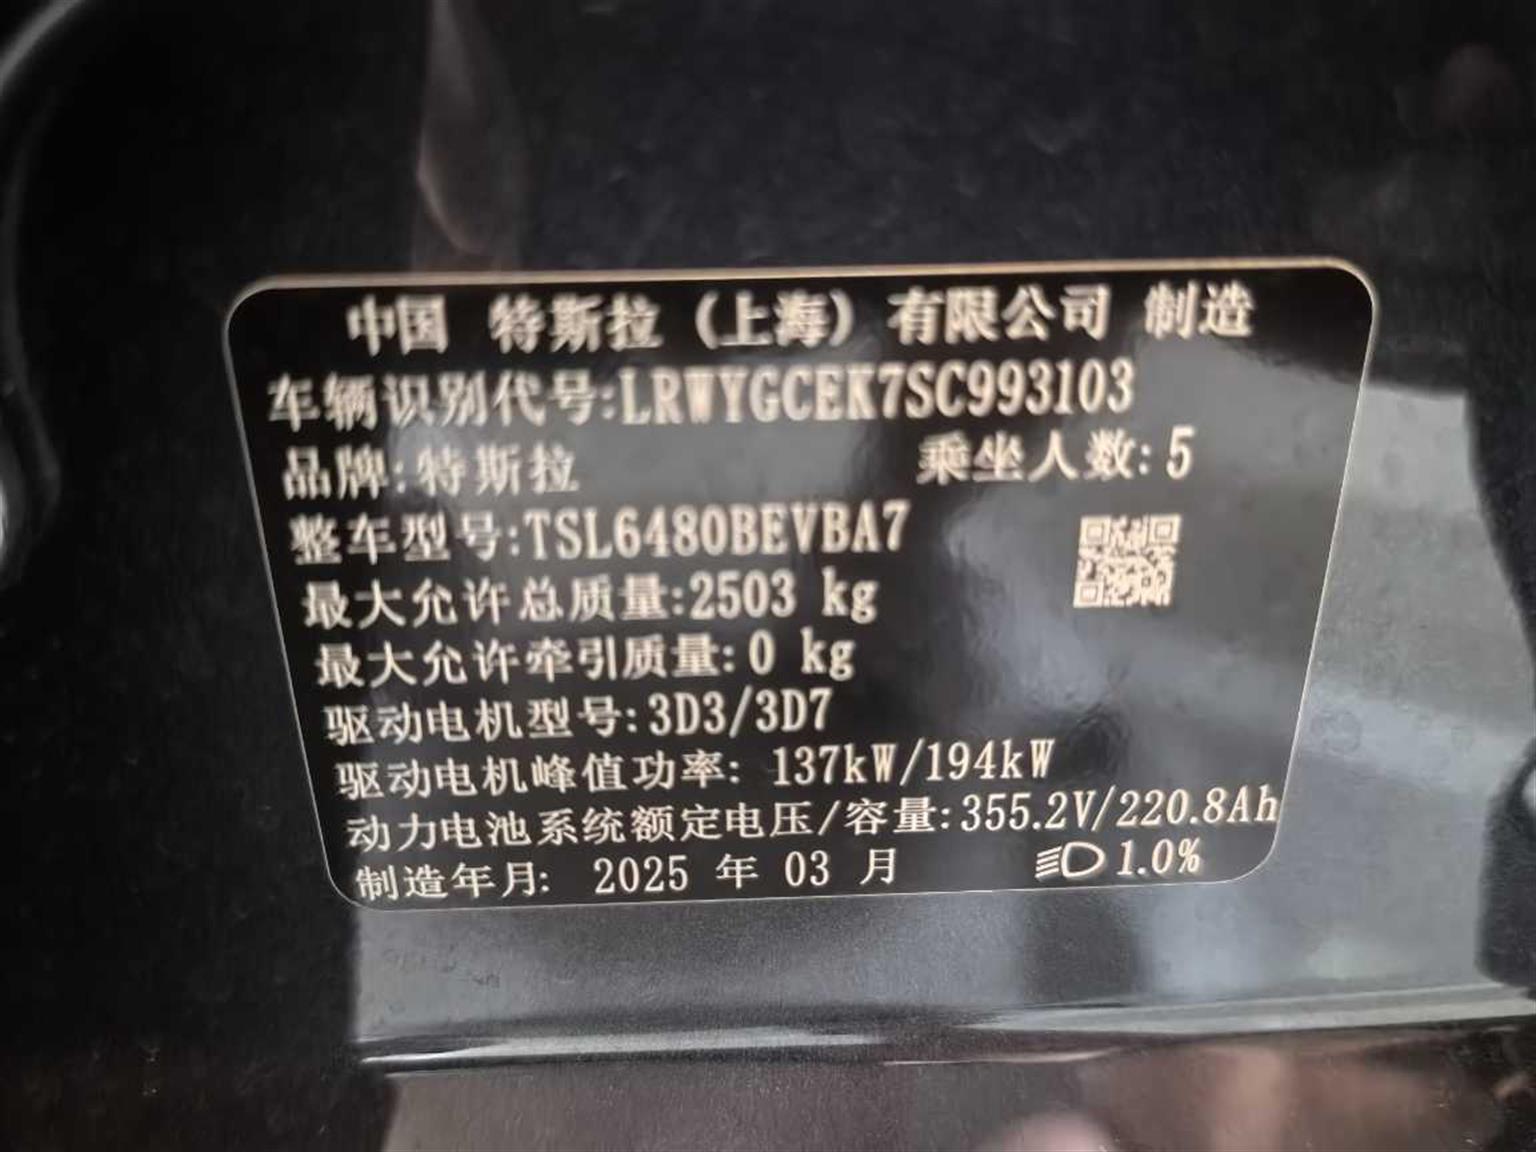 中国 特斯拉（上海）有限公司 制造
车辆识别代号:LRWYGCEK7SC993103
品牌:特斯拉 乘坐人数:5
整车型号:TSL6480BEVBA7
最大允许总质量:2503 kg
最大允许牵引质量:0 kg
驱动电机型号:3D3/3D7
驱动电机峰值功率: 137kW/194kW
动力电池系统额定电压/容量:355.2V/220.8Ah
制造年月: 2025 年 03 月 1.0%